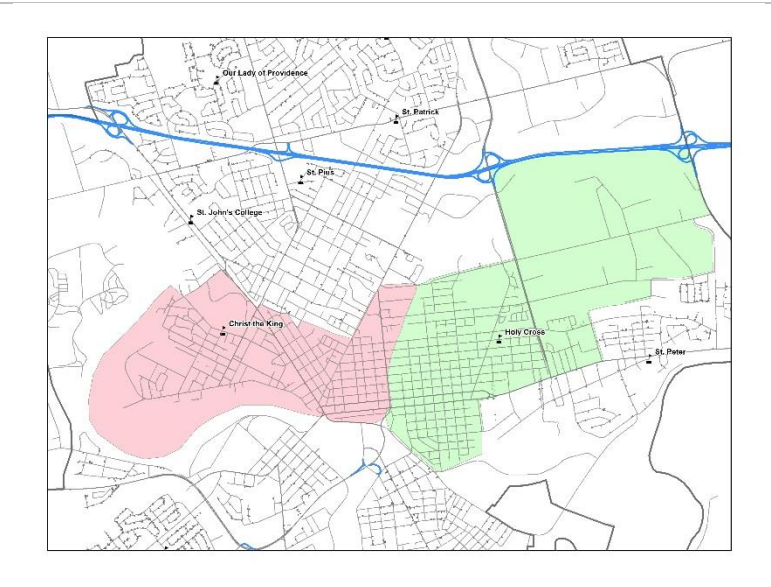 Our Lady of Providence
St. Patrick
St. Pius
St. John's College
Christ the King
Holy Cross
St. Peter